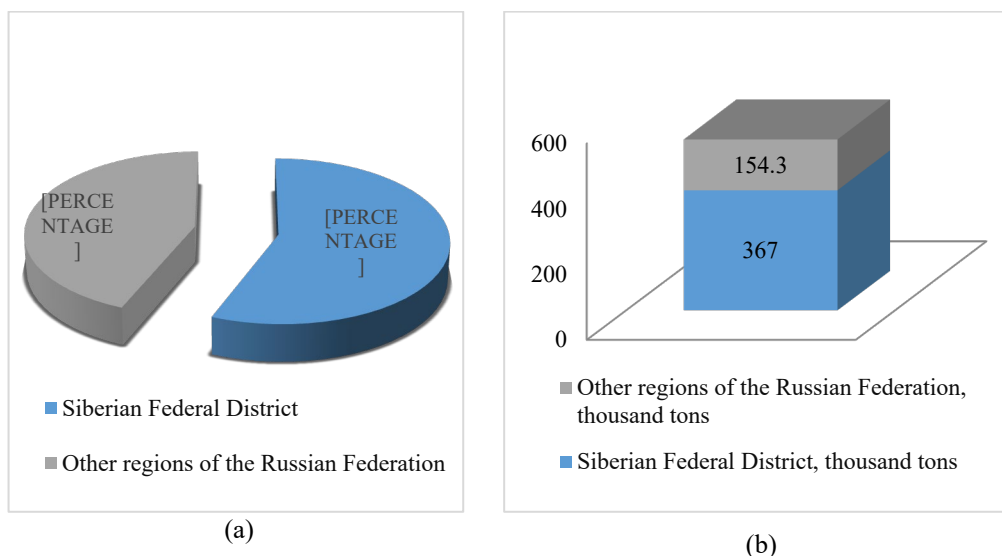 [PERCE
NTAGE
]
[PERCE
NTAGE
]
Siberian Federal District
Other regions of the Russian Federation
(a)
600
400
200
0
154.3
367
Other regions of the Russian Federation,
thousand tons
Siberian Federal District, thousand tons
(b)